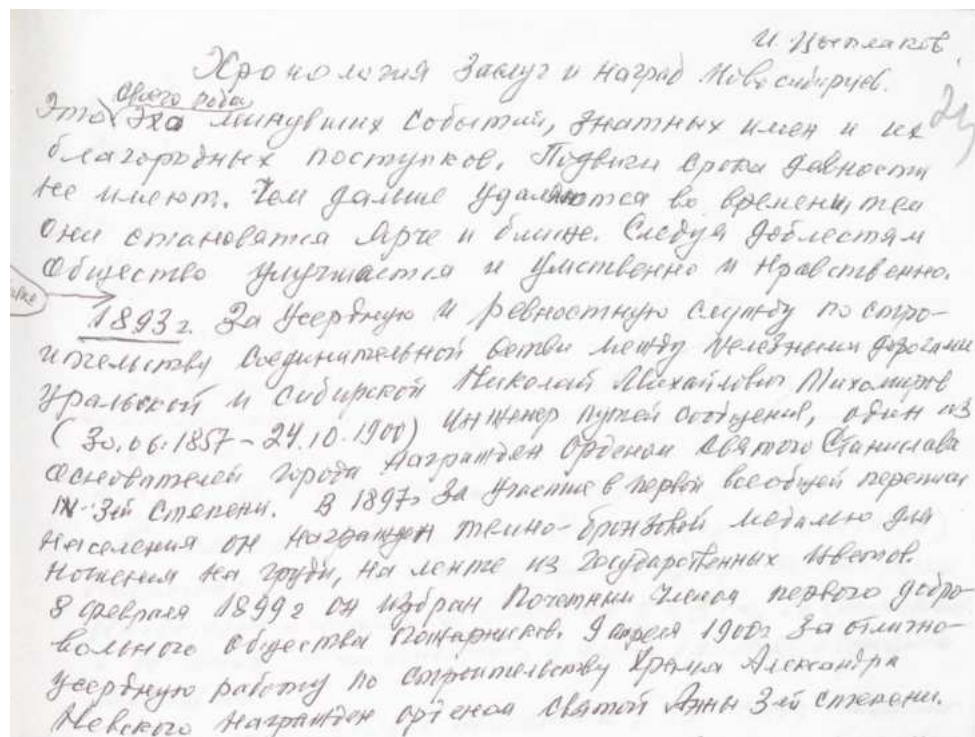 И. Цыплаков.
Хронология Заслуг и наград Новосибирцев.
своего рода
Это эхо минувших событий, знатных имен и их
благородных поступков. Подвиги срока давности
не имеют. Чем дальше удаляются во времени тем
они становятся ярче и ближе. Следуя доблестям
Общество улучшается и умственно и нравственно.
1893 г. За усердную и ревностную службу по стро-
ительству соединительной ветви между железными дорогами
Уральской и Сибирской Николай Михайлович Тихомиров
(30.06.1857 – 24.10.1900) инженер путей сообщения, один из
основателей города награжден Орденом святого Станислава
3й степени. В 1897г За участие в первой всеобщей переписи
населения он награжден темно-бронзовой медалью для
ношения на груди, на ленте из государственных цветов.
8 февраля 1899 г он избран Почетным членом первого добро-
вольного общества пожарников. 9 апреля 1900г За отлично-
усердную работу по строительству Храма Александра
Невского награжден орденом святой Анны 3-й степени.